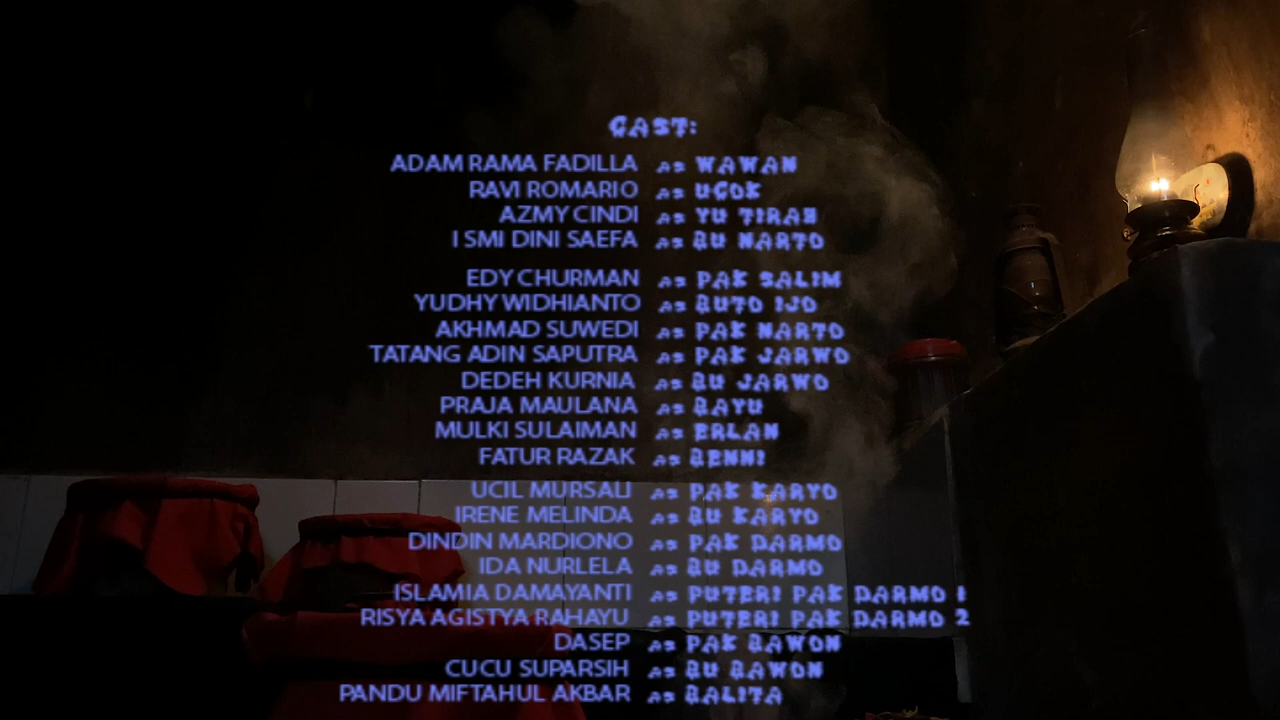 CAST:
ADAM RAMA FADILLA as WAWAN
RAVI ROMARIO as UCOK
AZMY CINDI as YU TIRAH
ISMI DINI SAEFA as BU NARTO
EDY CHURMAN as PAK SALIM
YUDHY WIDHIANTO as BUTO IJO
AKHMAD SUWEDI as PAK NARTO
TATANG ADIN SAPUTRA as PAK JARWO
DEDEH KURNIA as BU JARWO
PRAJA MAULANA as BAYU
MULKI SULAIMAN as ERLAN
FATUR RAZAK as BENNI
UCIL MURSALI as PAK KARYO
IRENE MELINDA as BU KARYO
DINDIN MARDIONO as PAK DARMO
IDA NURLELA as BU DARMO
ISLAMIA DAMAYANTI as PUTERI PAK DARMO 1
RISYA AGISTYA RAHAYU as PUTERI PAK DARMO 2
DASEP as PAK BAWON
CUCU SUPARSIH as BU BAWON
PANDU MIFTAHUL AKBAR as BALITA